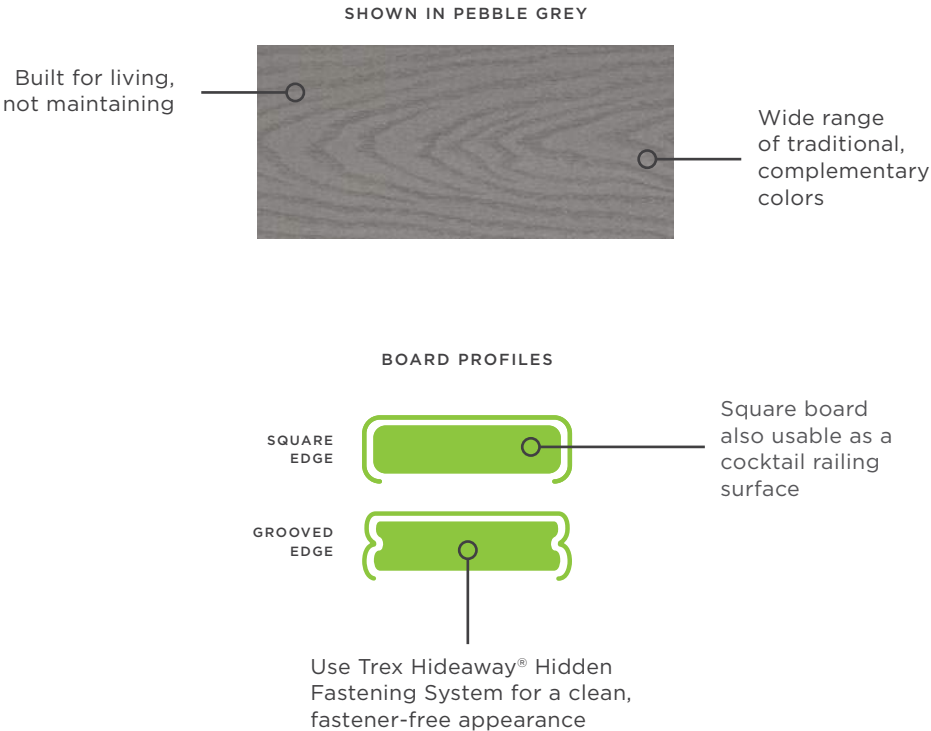 SHOWN IN PEBBLE GREY
Built for living,
not maintaining
Wide range
of traditional,
complementary
colors
BOARD PROFILES
SQUARE
EDGE
Square board
also usable as a
cocktail railing
surface
GROOVED
EDGE
Use Trex Hideaway® Hidden
Fastening System for a clean,
fastener-free appearance